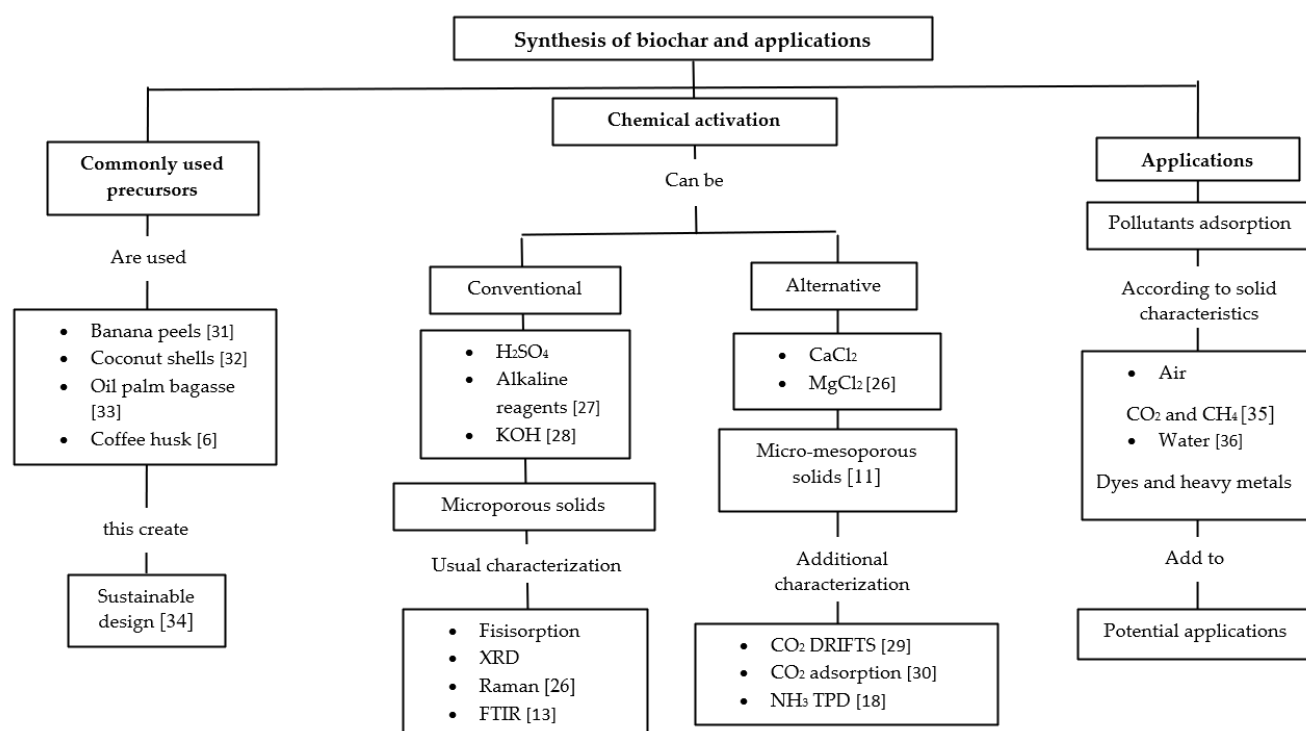 Synthesis of biochar and applications
Commonly used
precursors
Are used
• Banana peels [31]
• Coconut shells [32]
• Oil palm bagasse
[33]
• Coffee husk [6]
this create
Sustainable
design [34]
Chemical activation
Can be
Conventional
• H₂SO₄
• Alkaline
reagents [27]
• KOH [28]
Microporous solids
Usual characterization
• Fisisorption
• XRD
• Raman [26]
• FTIR [13]
Alternative
• CaCl₂
• MgCl₂ [26]
Micro-mesoporous
solids [11]
Additional
characterization
• CO₂ DRIFTS [29]
• CO₂ adsorption [30]
• NH₃ TPD [18]
Applications
Pollutants adsorption
According to solid
characteristics
• Air
CO₂ and CH₄ [35]
• Water [36]
Dyes and heavy metals
Add to
Potential applications